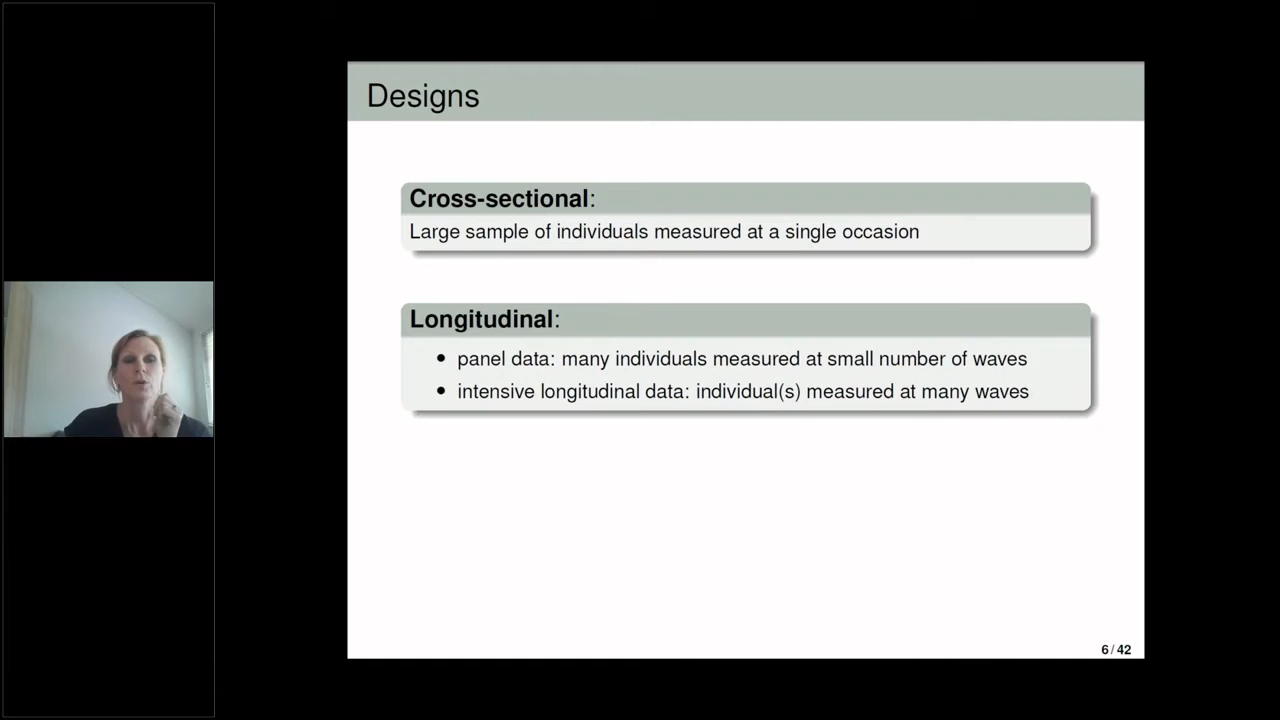 Designs
Cross-sectional:
Large sample of individuals measured at a single occasion
Longitudinal:
• panel data: many individuals measured at small number of waves
• intensive longitudinal data: individual(s) measured at many waves
6 / 42